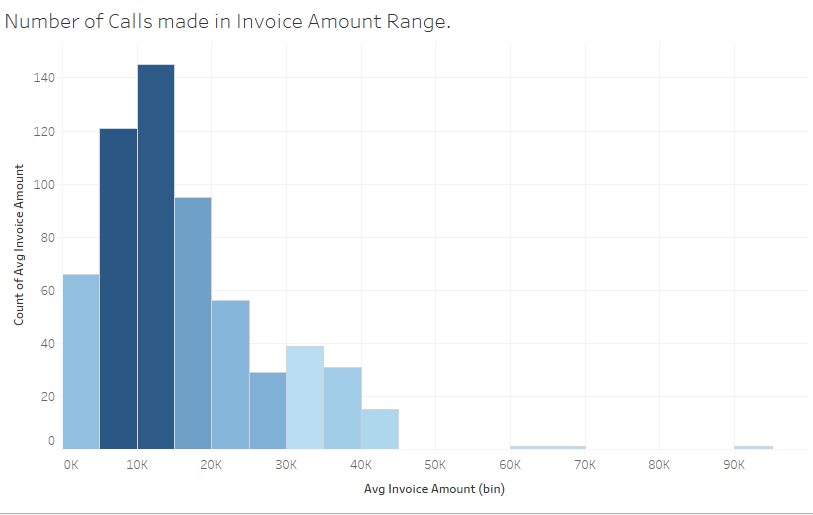 Number of Calls made in Invoice Amount Range.
Count of Avg Invoice Amount
140
120
100
80
60
40
20
0
0K 10K 20K 30K 40K 50K 60K 70K 80K 90K
Avg Invoice Amount (bin)